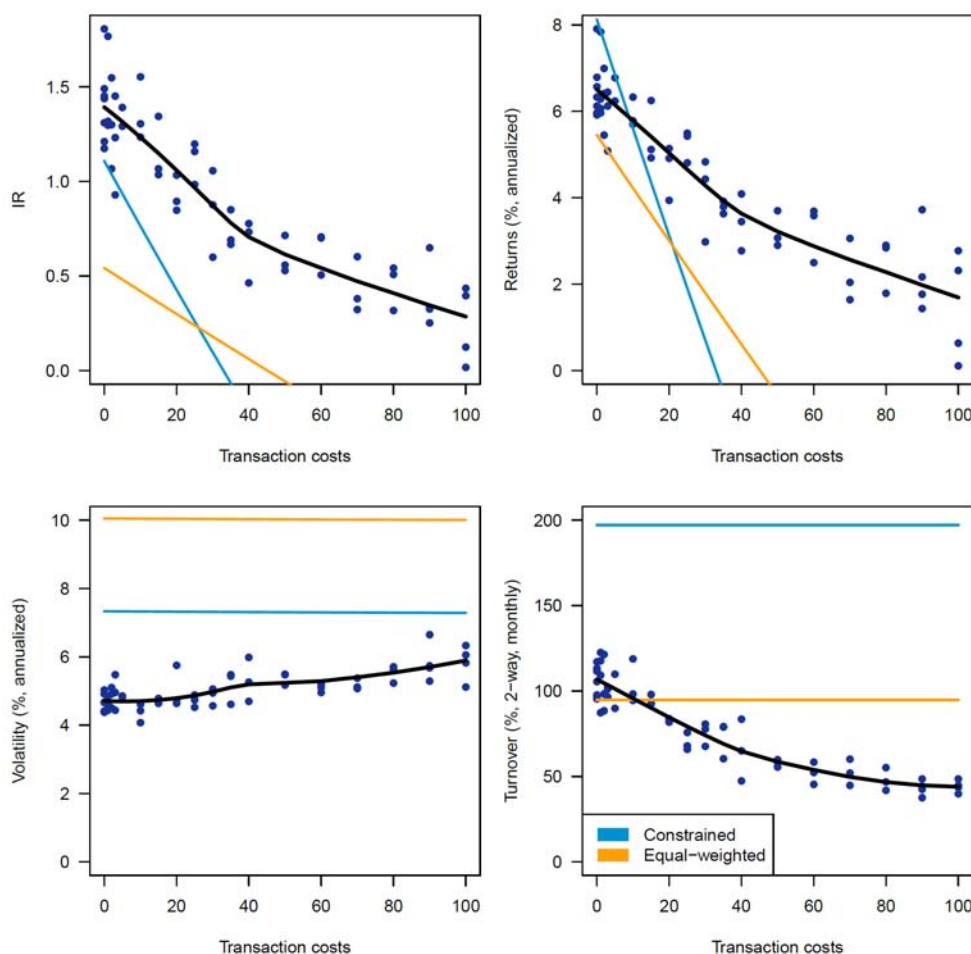 IR
1.5
1.0
0.5
0.0
0 20 40 60 80 100
Transaction costs
Returns (%, annualized)
8
6
4
2
0
0 20 40 60 80 100
Transaction costs
Volatility (%, annualized)
10
8
6
4
2
0
0 20 40 60 80 100
Transaction costs
Turnover (%, 2−way, monthly)
200
150
100
50
0
Constrained
Equal−weighted
0 20 40 60 80 100
Transaction costs